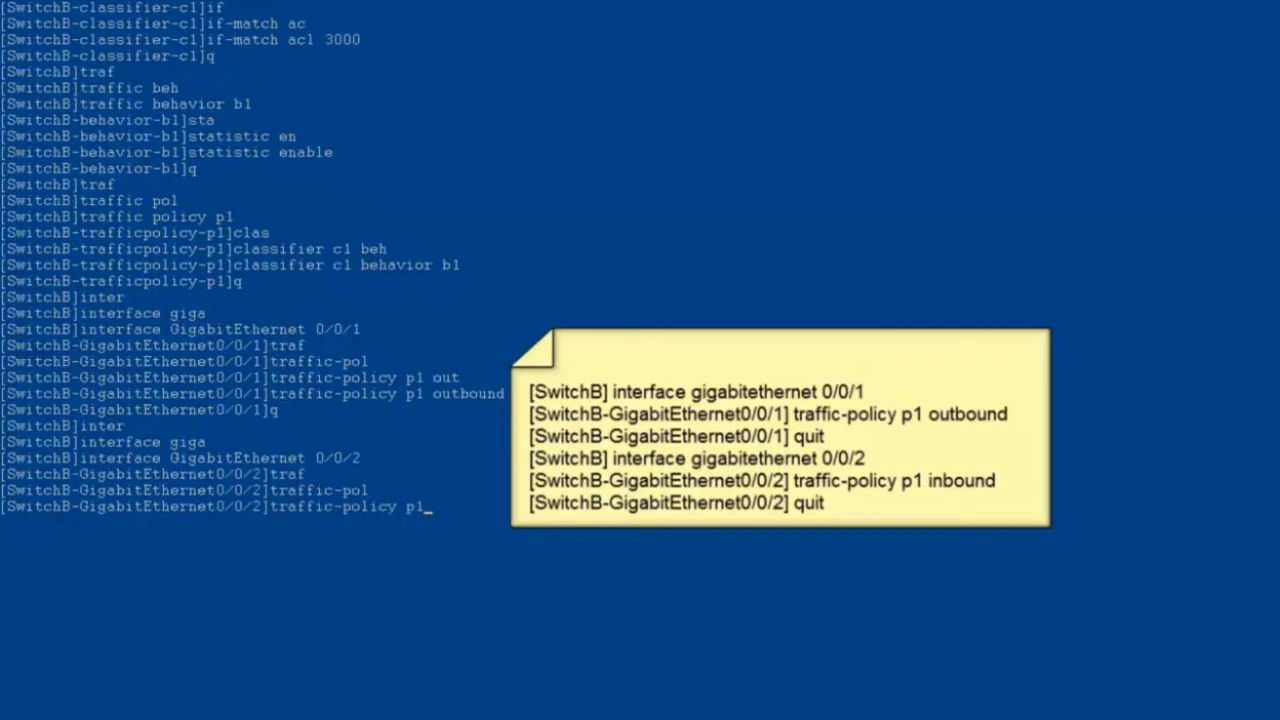 [SwitchB-classifier-c1]if
[SwitchB-classifier-c1]if-match ac
[SwitchB-classifier-c1]if-match acl 3000
[SwitchB-classifier-c1]q
[SwitchB]traf
[SwitchB]traffic beh
[SwitchB]traffic behavior b1
[SwitchB-behavior-b1]sta
[SwitchB-behavior-b1]statistic en
[SwitchB-behavior-b1]statistic enable
[SwitchB-behavior-b1]q
[SwitchB]traf
[SwitchB]traffic pol
[SwitchB]traffic policy p1
[SwitchB-trafficpolicy-p1]clas
[SwitchB-trafficpolicy-p1]classifier c1 beh
[SwitchB-trafficpolicy-p1]classifier c1 behavior b1
[SwitchB-trafficpolicy-p1]q
[SwitchB]inter
[SwitchB]interface giga
[SwitchB]interface GigabitEthernet 0/0/1
[SwitchB-GigabitEthernet0/0/1]traf
[SwitchB-GigabitEthernet0/0/1]traffic-pol
[SwitchB-GigabitEthernet0/0/1]traffic-policy p1 out
[SwitchB-GigabitEthernet0/0/1]traffic-policy p1 outbound
[SwitchB-GigabitEthernet0/0/1]q
[SwitchB]inter
[SwitchB]interface giga
[SwitchB]interface GigabitEthernet 0/0/2
[SwitchB-GigabitEthernet0/0/2]traf
[SwitchB-GigabitEthernet0/0/2]traffic-pol
[SwitchB-GigabitEthernet0/0/2]traffic-policy p1_
[SwitchB] interface gigabitethernet 0/0/1
[SwitchB-GigabitEthernet0/0/1] traffic-policy p1 outbound
[SwitchB-GigabitEthernet0/0/1] quit
[SwitchB] interface gigabitethernet 0/0/2
[SwitchB-GigabitEthernet0/0/2] traffic-policy p1 inbound
[SwitchB-GigabitEthernet0/0/2] quit